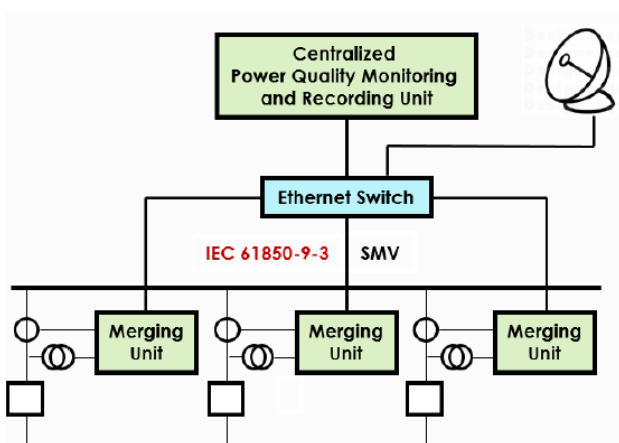 Centralized
Power Quality Monitoring
and Recording Unit
Ethernet Switch
IEC 61850-9-3 SMV
Merging
Unit
Merging
Unit
Merging
Unit